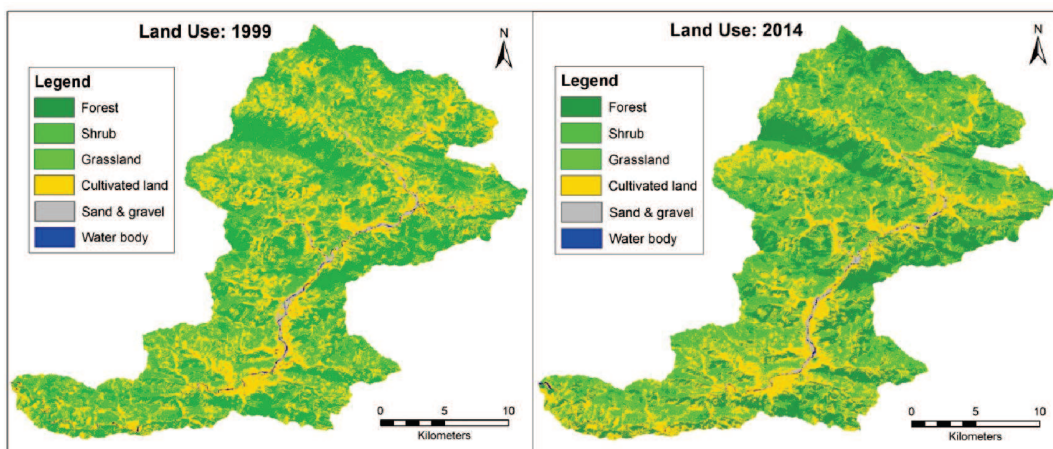 Land Use: 1999
N
Legend
Forest
Shrub
Grassland
Cultivated land
Sand & gravel
Water body
0 5 10
Kilometers
Land Use: 2014
N
Legend
Forest
Shrub
Grassland
Cultivated land
Sand & gravel
Water body
0 5 10
Kilometers